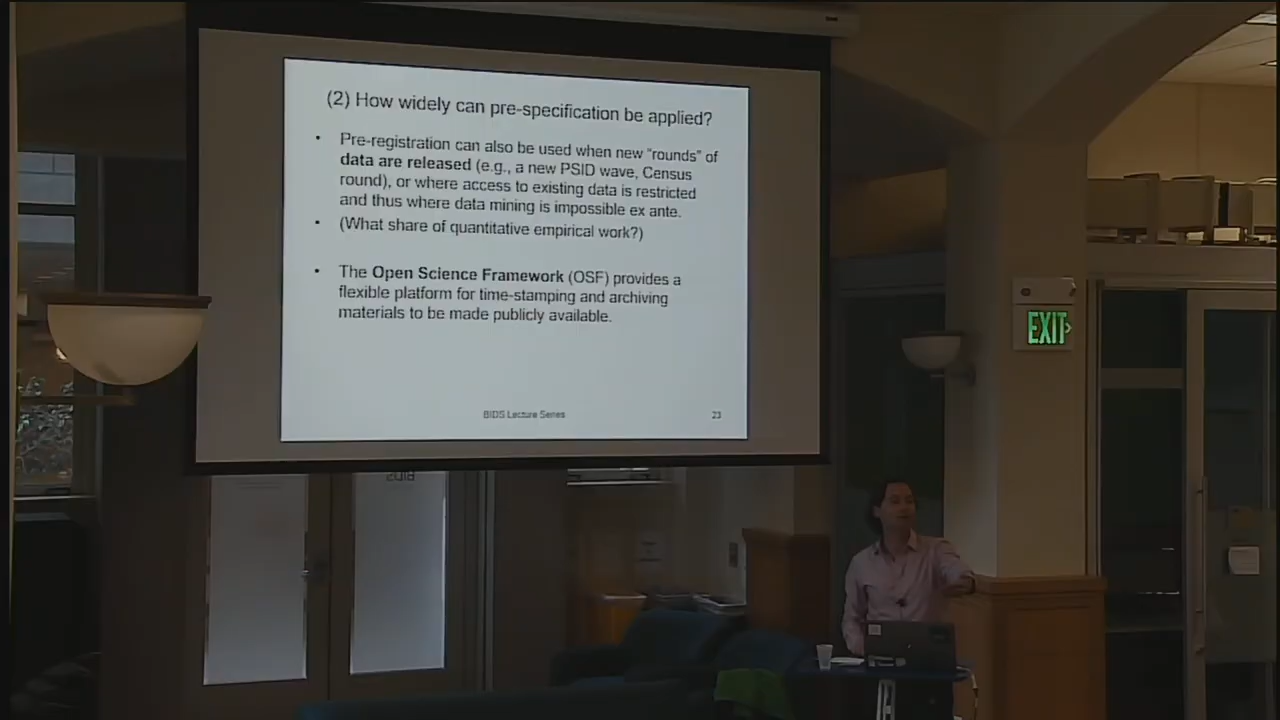 (2) How widely can pre-specification be applied?
• Pre-registration can also be used when new "rounds" of
data are released (e.g., a new PSID wave, Census
round), or where access to existing data is restricted
and thus where data mining is impossible ex ante.
• (What share of quantitative empirical work?)
• The Open Science Framework (OSF) provides a
flexible platform for time-stamping and archiving
materials to be made publicly available.
BIDS Lecture Series
23
EXIT